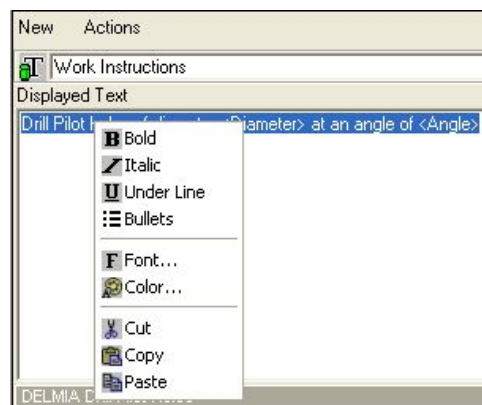 New Actions
Work Instructions
Displayed Text
Drill Pilot <Diameter> at an angle of <Angle>
Bold
Italic
Under Line
Bullets
Font...
Color...
Cut
Copy
Paste
DELMIA